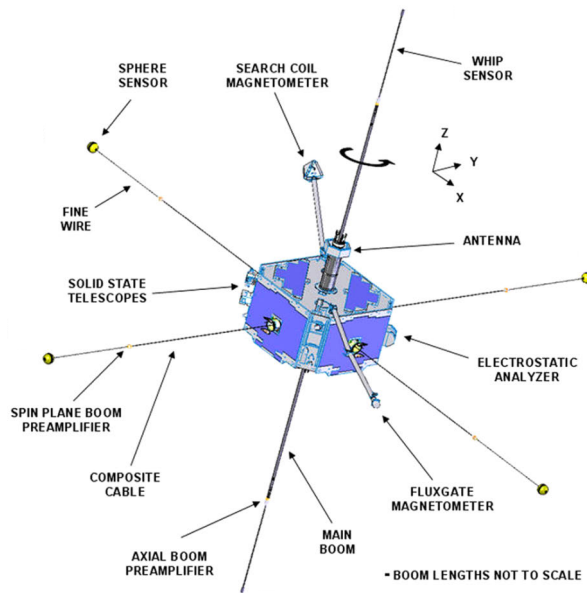 WHIP
SENSOR
SPHERE
SENSOR
SEARCH COIL
MAGNETOMETER
Z
Y
X
FINE
WIRE
ANTENNA
SOLID STATE
TELESCOPES
ELECTROSTATIC
ANALYZER
SPIN PLANE BOOM
PREAMPLIFIER
COMPOSITE
CABLE
FLUXGATE
MAGNETOMETER
MAIN
BOOM
AXIAL BOOM
PREAMPLIFIER
- BOOM LENGTHS NOT TO SCALE